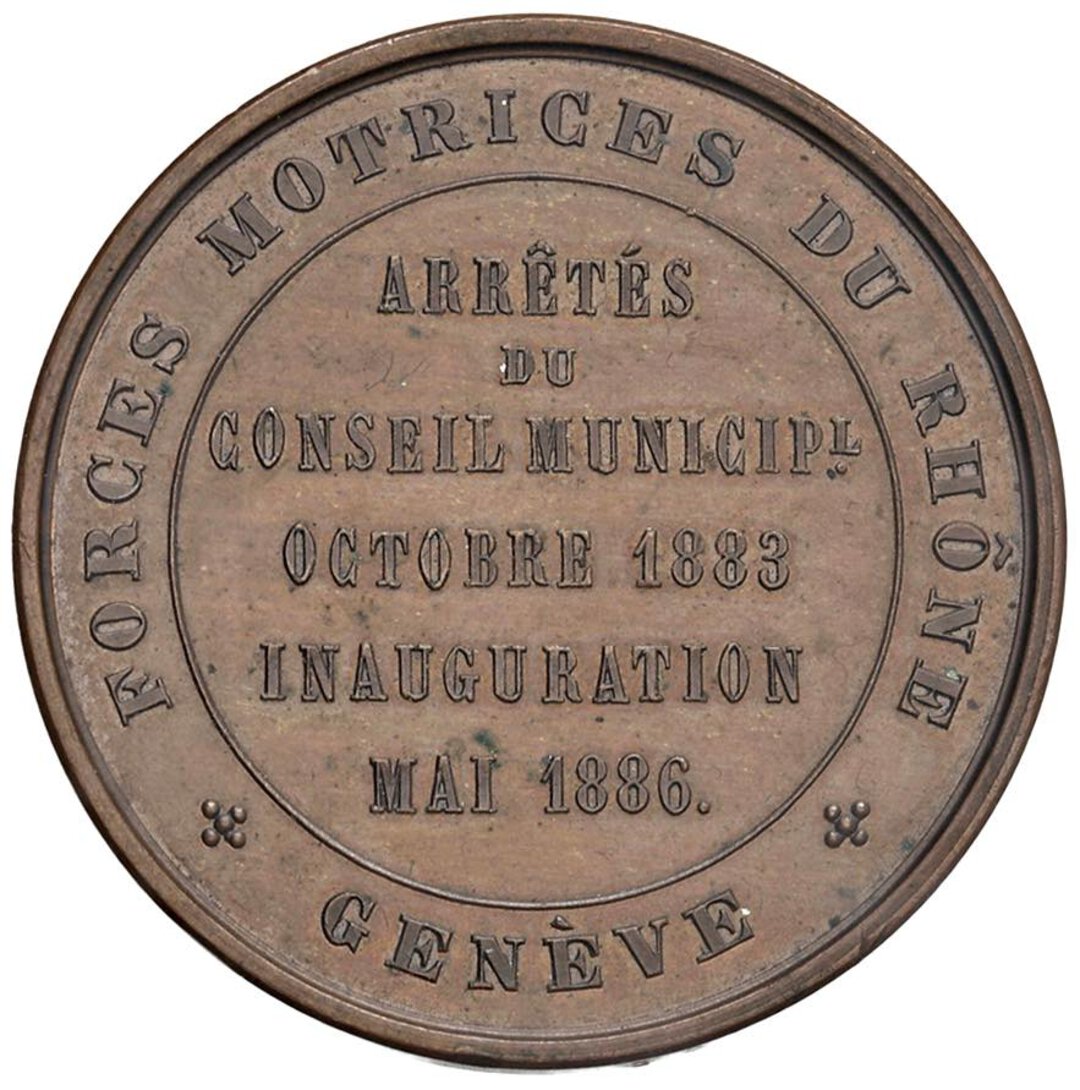 FORCES MOTRICES DU RHÔNE
ARRÊTÉS
DU
CONSEIL MUNICIPL
OCTOBRE 1883
INAUGURATION
MAI 1886.
GENÈVE